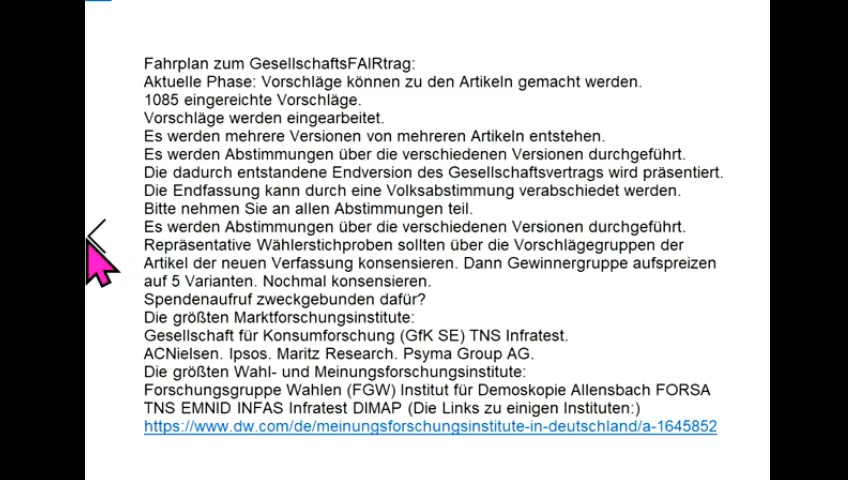 Fahrplan zum GesellschaftsFAIRtrag:
Aktuelle Phase: Vorschläge können zu den Artikeln gemacht werden.
1085 eingereichte Vorschläge.
Vorschläge werden eingearbeitet.
Es werden mehrere Versionen von mehreren Artikeln entstehen.
Es werden Abstimmungen über die verschiedenen Versionen durchgeführt.
Die dadurch entstandene Endversion des Gesellschaftsvertrags wird präsentiert.
Die Endfassung kann durch eine Volksabstimmung verabschiedet werden.
Bitte nehmen Sie an allen Abstimmungen teil.
Es werden Abstimmungen über die verschiedenen Versionen durchgeführt.
Repräsentative Wählerstichproben sollten über die Vorschlägegruppen der
Artikel der neuen Verfassung konsensieren. Dann Gewinnergruppe aufspreizen
auf 5 Varianten. Nochmal konsensieren.
Spendenaufruf zweckgebunden dafür?
Die größten Marktforschungsinstitute:
Gesellschaft für Konsumforschung (GfK SE) TNS Infratest.
ACNielsen. Ipsos. Maritz Research. Psyma Group AG.
Die größten Wahl- und Meinungsforschungsinstitute:
Forschungsgruppe Wahlen (FGW) Institut für Demoskopie Allensbach FORSA
TNS EMNID INFAS Infratest DIMAP (Die Links zu einigen Instituten:)
https://www.dw.com/de/meinungsforschungsinstitute-in-deutschland/a-1645852